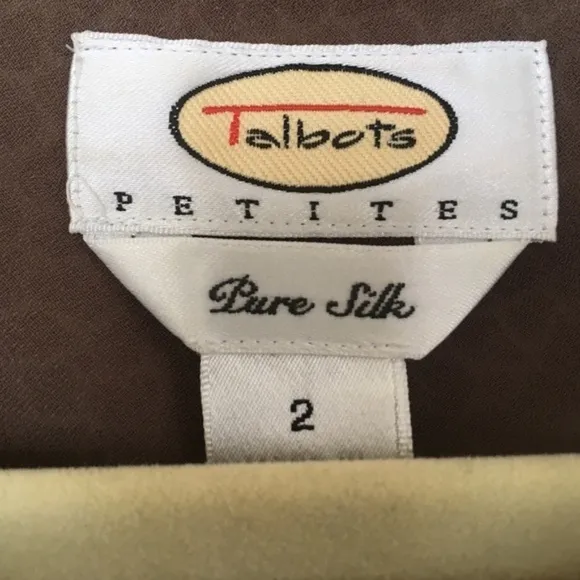 Talbots
PETITES
Pure Silk
2